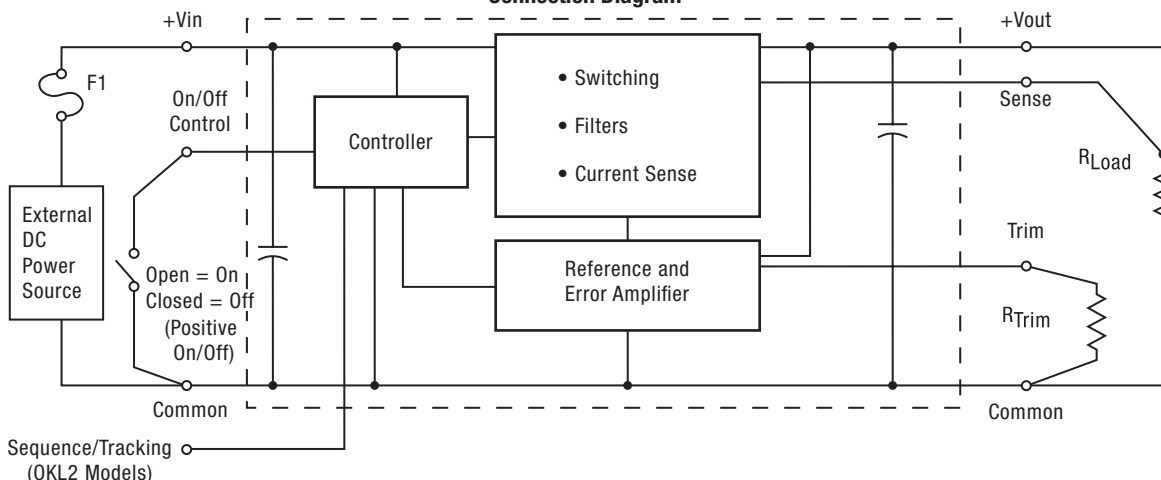 Connection Diagram
+Vin
+Vout
F1
On/Off
Control
• Switching
• Filters
• Current Sense
Controller
Sense
RLoad
External
DC
Power
Source
Open = On
Closed = Off
(Positive
On/Off)
Reference and
Error Amplifier
Trim
RTrim
Common
Common
Sequence/Tracking
(OKL2 Models)